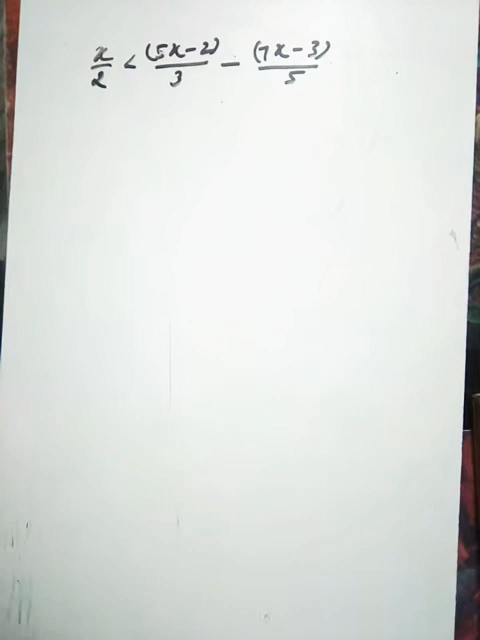 x/2 < (5x-2)/3 - (7x-3)/5